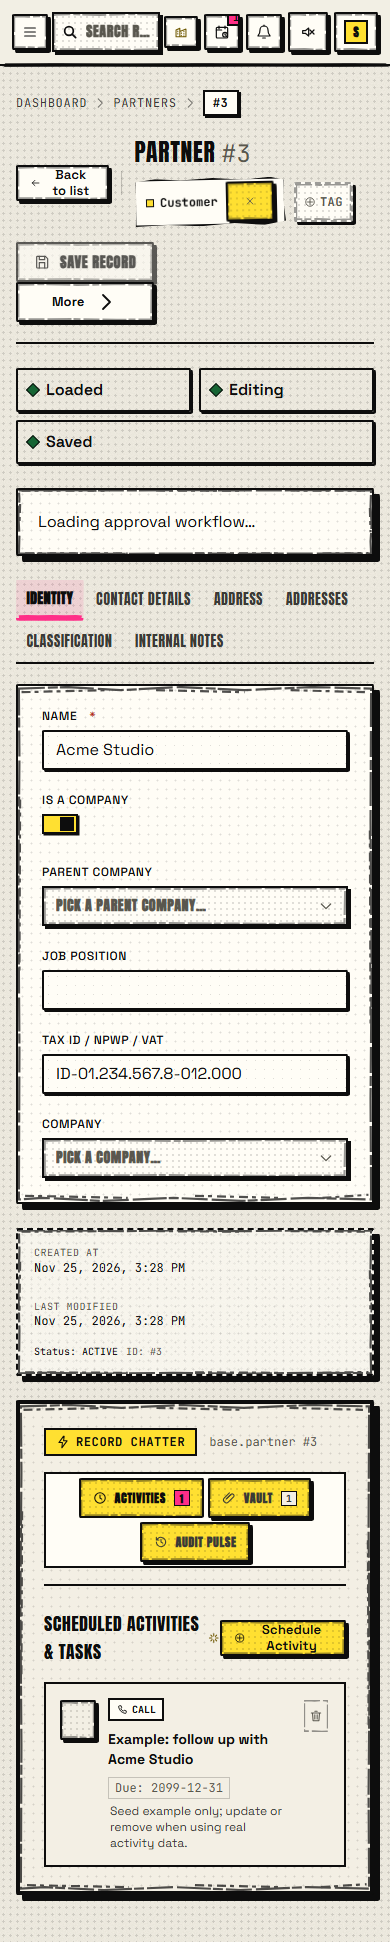 SEARCH R...
$
DASHBOARD > PARTNERS > #3
PARTNER #3
Back to list
Customer
TAG
SAVE RECORD
More
Loaded
Editing
Saved
Loading approval workflow...
IDENTITY
CONTACT DETAILS
ADDRESS
ADDRESSES
CLASSIFICATION
INTERNAL NOTES
NAME *
Acme Studio
IS A COMPANY
PARENT COMPANY
PICK A PARENT COMPANY...
JOB POSITION
TAX ID / NPWP / VAT
ID-01.234.567.8-012.000
COMPANY
PICK A COMPANY...
CREATED AT
Nov 25, 2026, 3:28 PM
LAST MODIFIED
Nov 25, 2026, 3:28 PM
Status: ACTIVE ID: #3
RECORD CHATTER
base.partner #3
ACTIVITIES 1
VAULT 1
AUDIT PULSE
SCHEDULED ACTIVITIES
& TASKS
Schedule
Activity
CALL
Example: follow up with
Acme Studio
Due: 2099-12-31
Seed example only; update or
remove when using real
activity data.